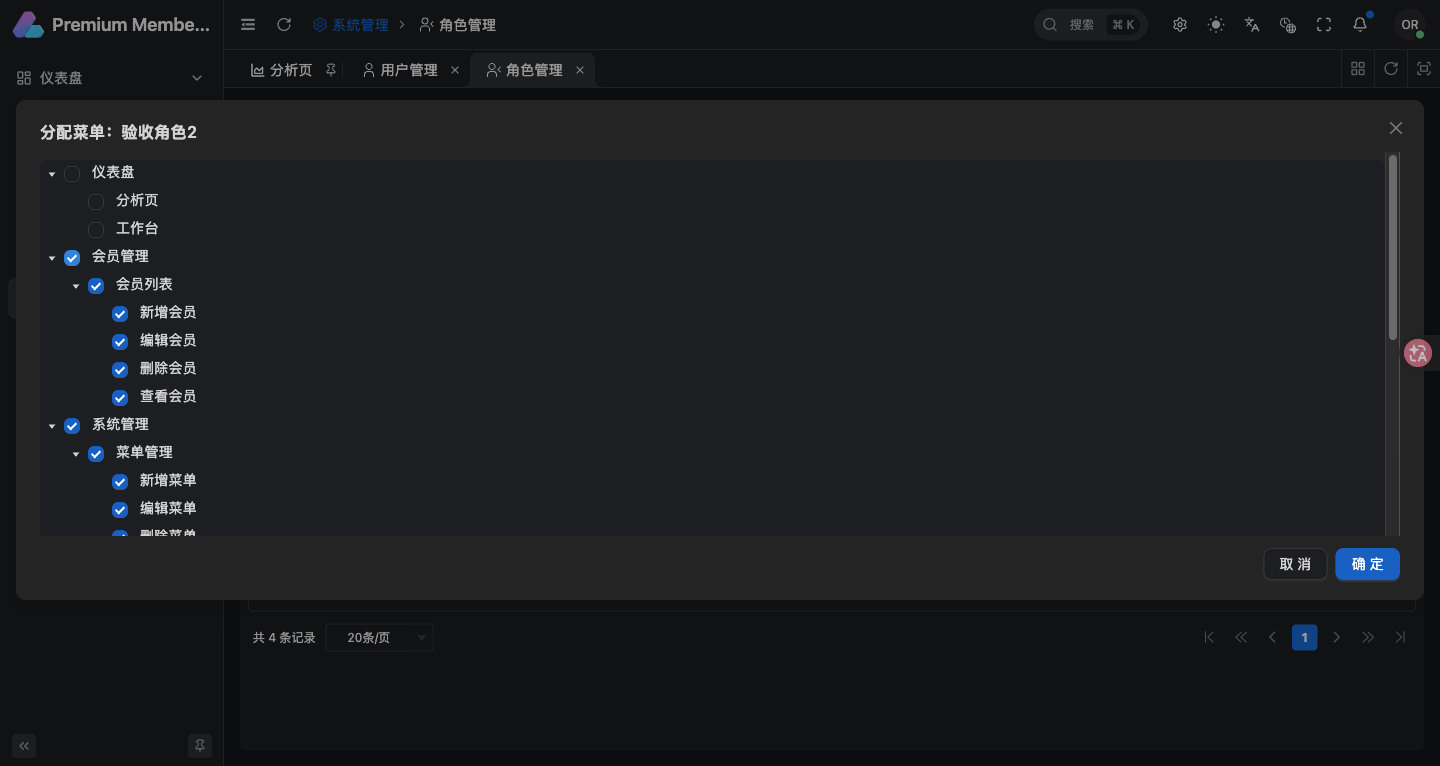 Premium Membe...
系统管理
角色管理
搜索
⌘ K
OR
仪表盘
分析页
用户管理
角色管理
分配菜单：验收角色2
仪表盘
分析页
工作台
会员管理
会员列表
新增会员
编辑会员
删除会员
查看会员
系统管理
菜单管理
新增菜单
编辑菜单
删除菜单
取 消
确 定
共 4 条记录
20条/页
1